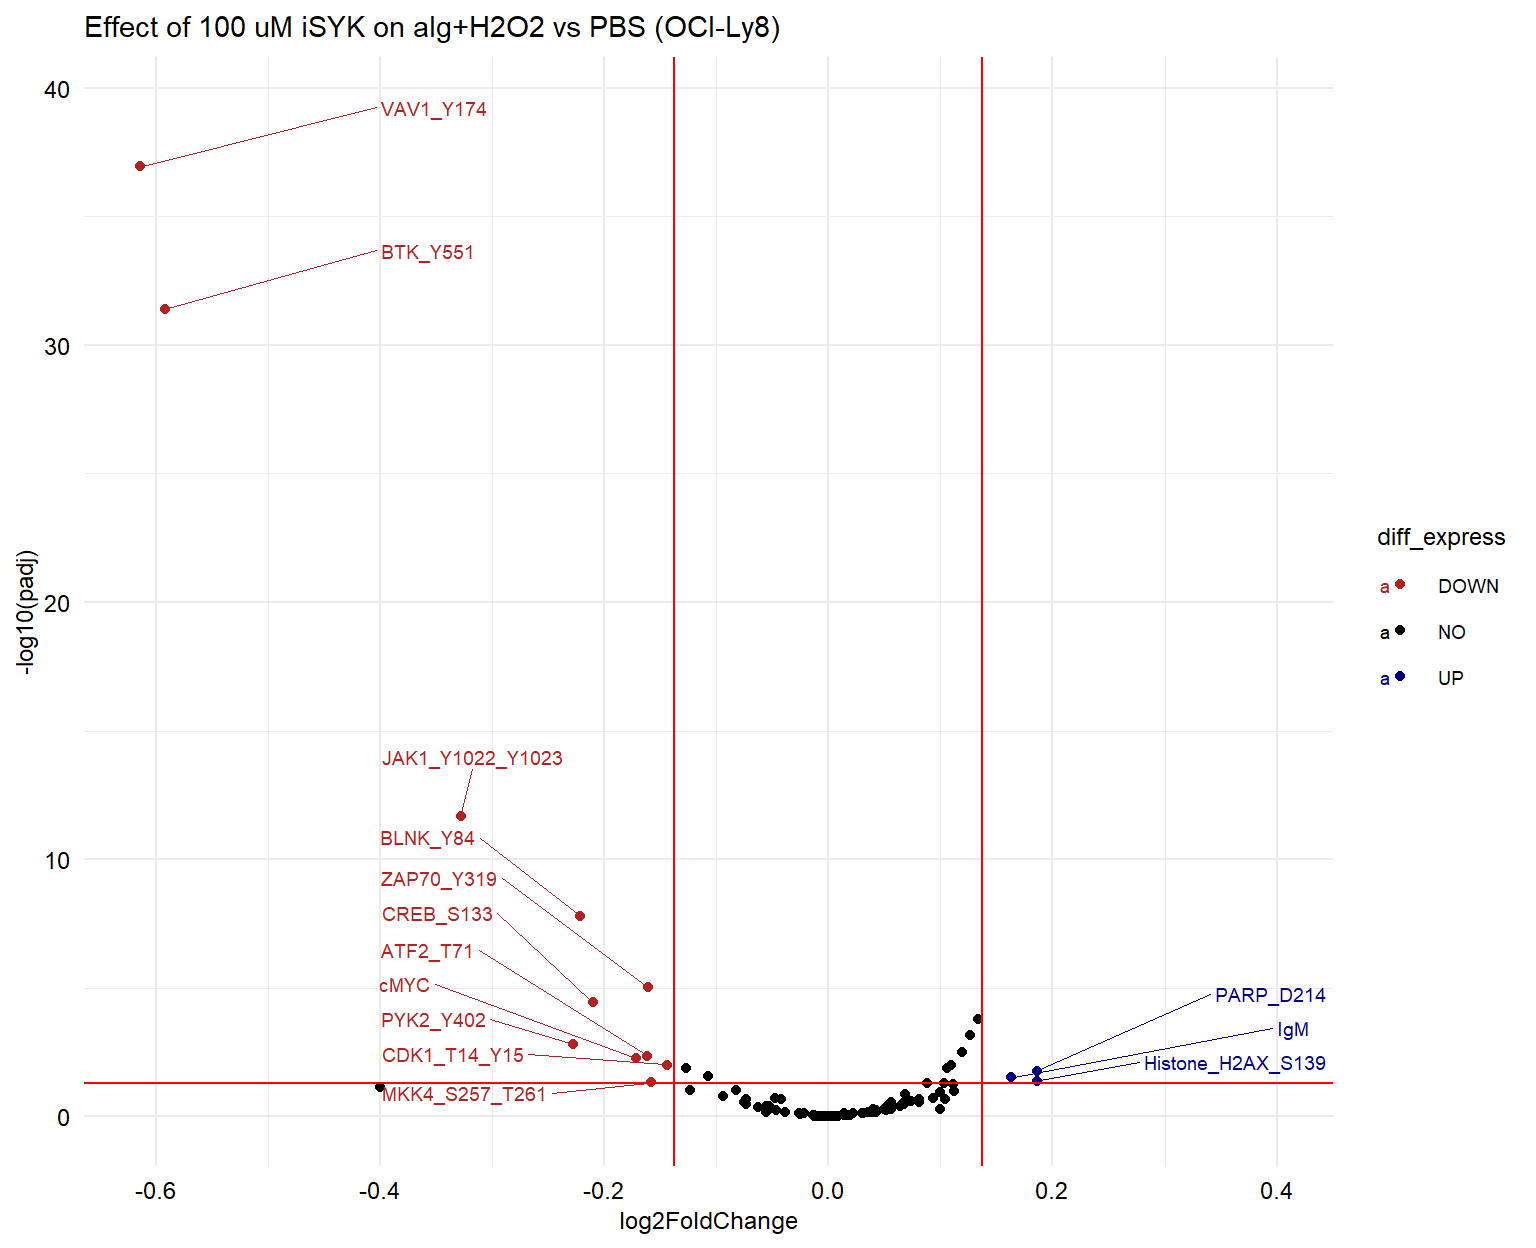 Effect of 100 uM iSYK on alg+H2O2 vs PBS (OCI-Ly8)
40
30
20
10
0
-log10(padj)
VAV1_Y174
BTK_Y551
JAK1_Y1022_Y1023
BLNK_Y84
ZAP70_Y319
CREB_S133
ATF2_T71
cMYC
PYK2_Y402
CDK1_T14_Y15
MKK4_S257_T261
PARP_D214
IgM
Histone_H2AX_S139
-0.6
-0.4
-0.2
0.0
0.2
0.4
log2FoldChange
diff_express
a DOWN
a NO
a UP